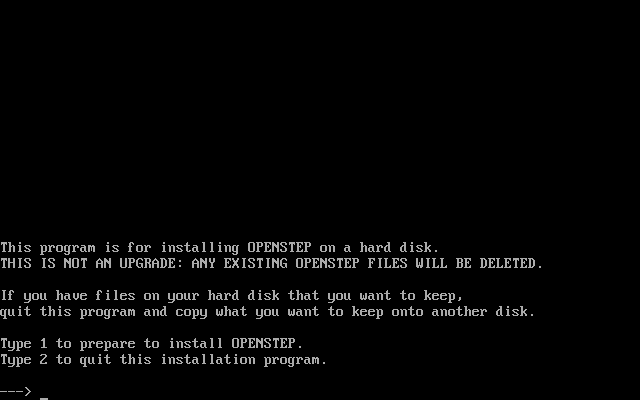 This program is for installing OPENSTEP on a hard disk.
THIS IS NOT AN UPGRADE: ANY EXISTING OPENSTEP FILES WILL BE DELETED.
If you have files on your hard disk that you want to keep,
quit this program and copy what you want to keep onto another disk.
Type 1 to prepare to install OPENSTEP.
Type 2 to quit this installation program.
---> _